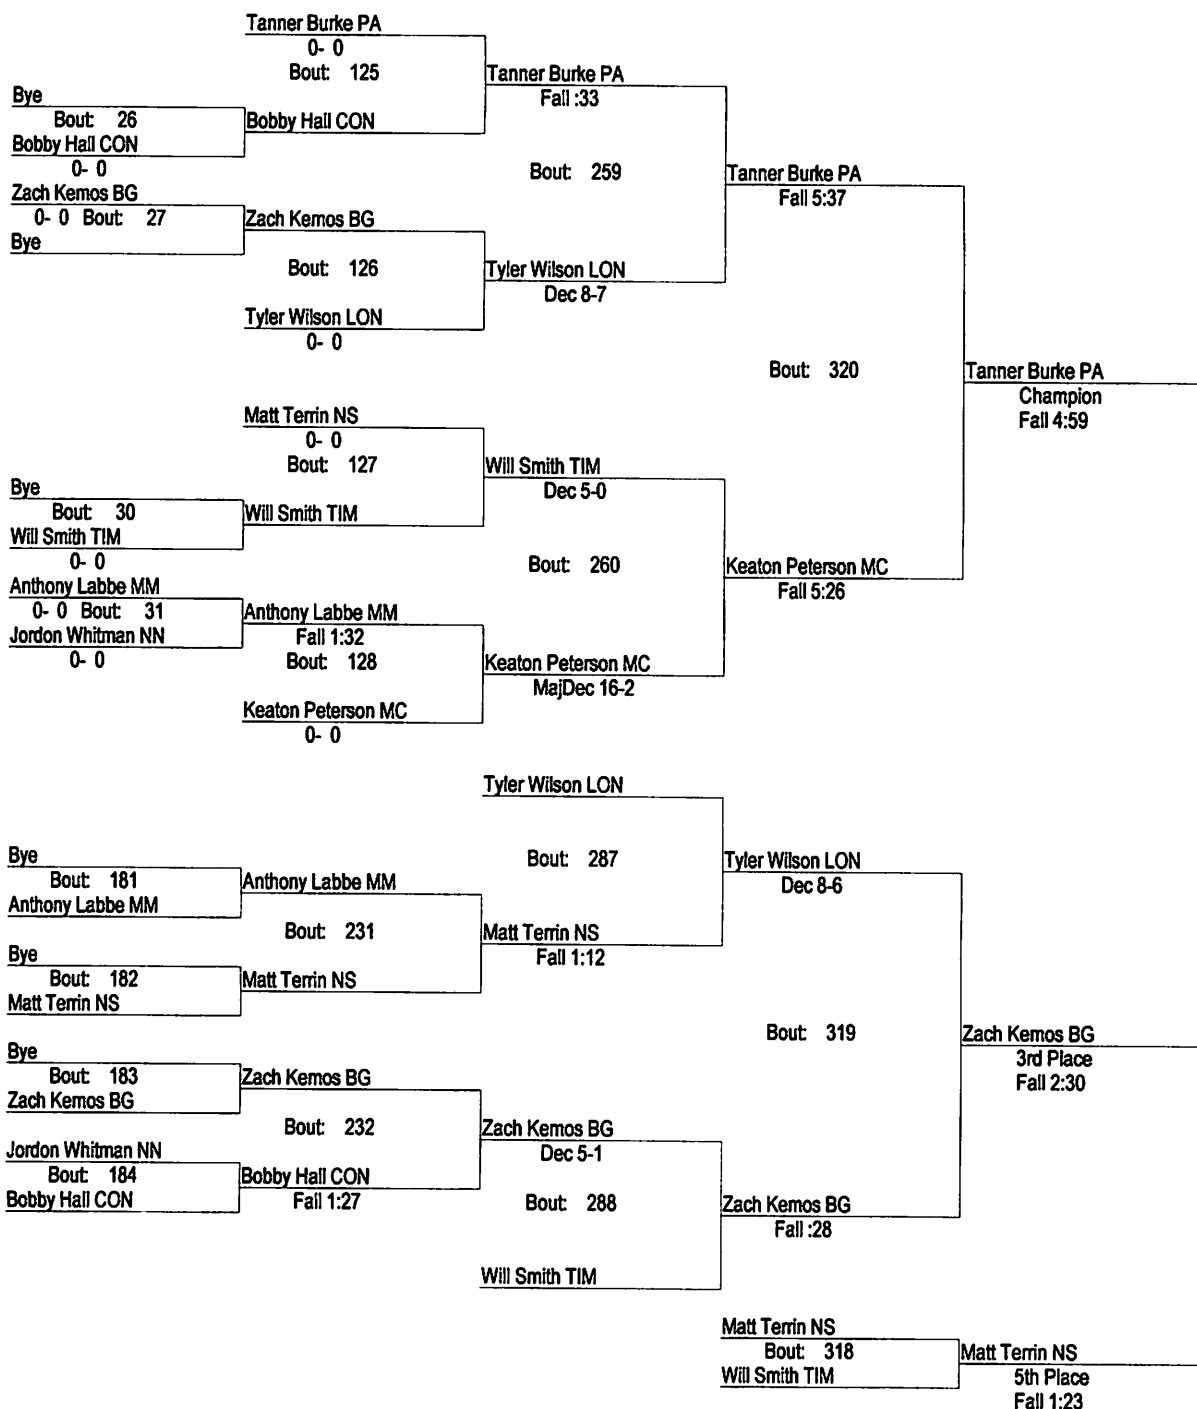 Tanner Burke PA
0- 0
Bout: 125
Tanner Burke PA
Fall :33
Bye
Bout: 26
Bobby Hall CON
Bobby Hall CON
0- 0
Bout: 259
Tanner Burke PA
Fall 5:37
Zach Kemos BG
0- 0 Bout: 27
Zach Kemos BG
Bye
Bout: 126
Tyler Wilson LON
Dec 8-7
Tyler Wilson LON
0- 0
Bout: 320
Tanner Burke PA
Champion
Fall 4:59
Matt Terrin NS
0- 0
Bout: 127
Will Smith TIM
Dec 5-0
Bye
Bout: 30
Will Smith TIM
Will Smith TIM
0- 0
Bout: 260
Keaton Peterson MC
Fall 5:26
Anthony Labbe MM
0- 0 Bout: 31
Anthony Labbe MM
Jordon Whitman NN
Fall 1:32
0- 0
Bout: 128
Keaton Peterson MC
MajDec 16-2
Keaton Peterson MC
0- 0
Tyler Wilson LON
Bout: 287
Tyler Wilson LON
Dec 8-6
Bye
Bout: 181
Anthony Labbe MM
Anthony Labbe MM
Bout: 231
Matt Terrin NS
Fall 1:12
Bye
Bout: 182
Matt Terrin NS
Matt Terrin NS
Bout: 319
Zach Kemos BG
3rd Place
Fall 2:30
Bye
Bout: 183
Zach Kemos BG
Zach Kemos BG
Bout: 232
Zach Kemos BG
Dec 5-1
Jordon Whitman NN
Bout: 184
Bobby Hall CON
Bobby Hall CON
Fall 1:27
Bout: 288
Zach Kemos BG
Fall :28
Will Smith TIM
Matt Terrin NS
Bout: 318
Matt Terrin NS
Will Smith TIM
5th Place
Fall 1:23